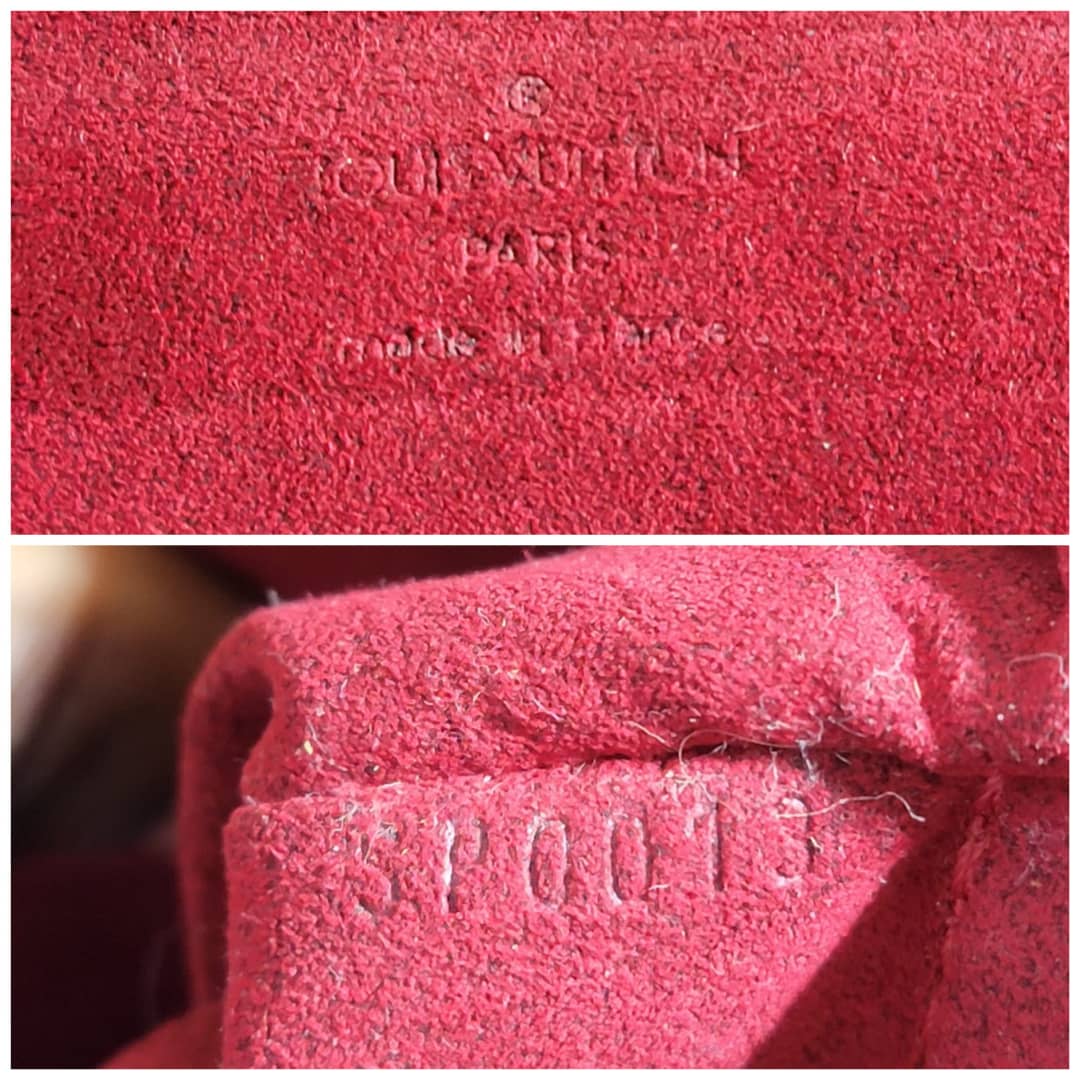 ®
LOUIS VUITTON
PARIS
made in France
SP0013